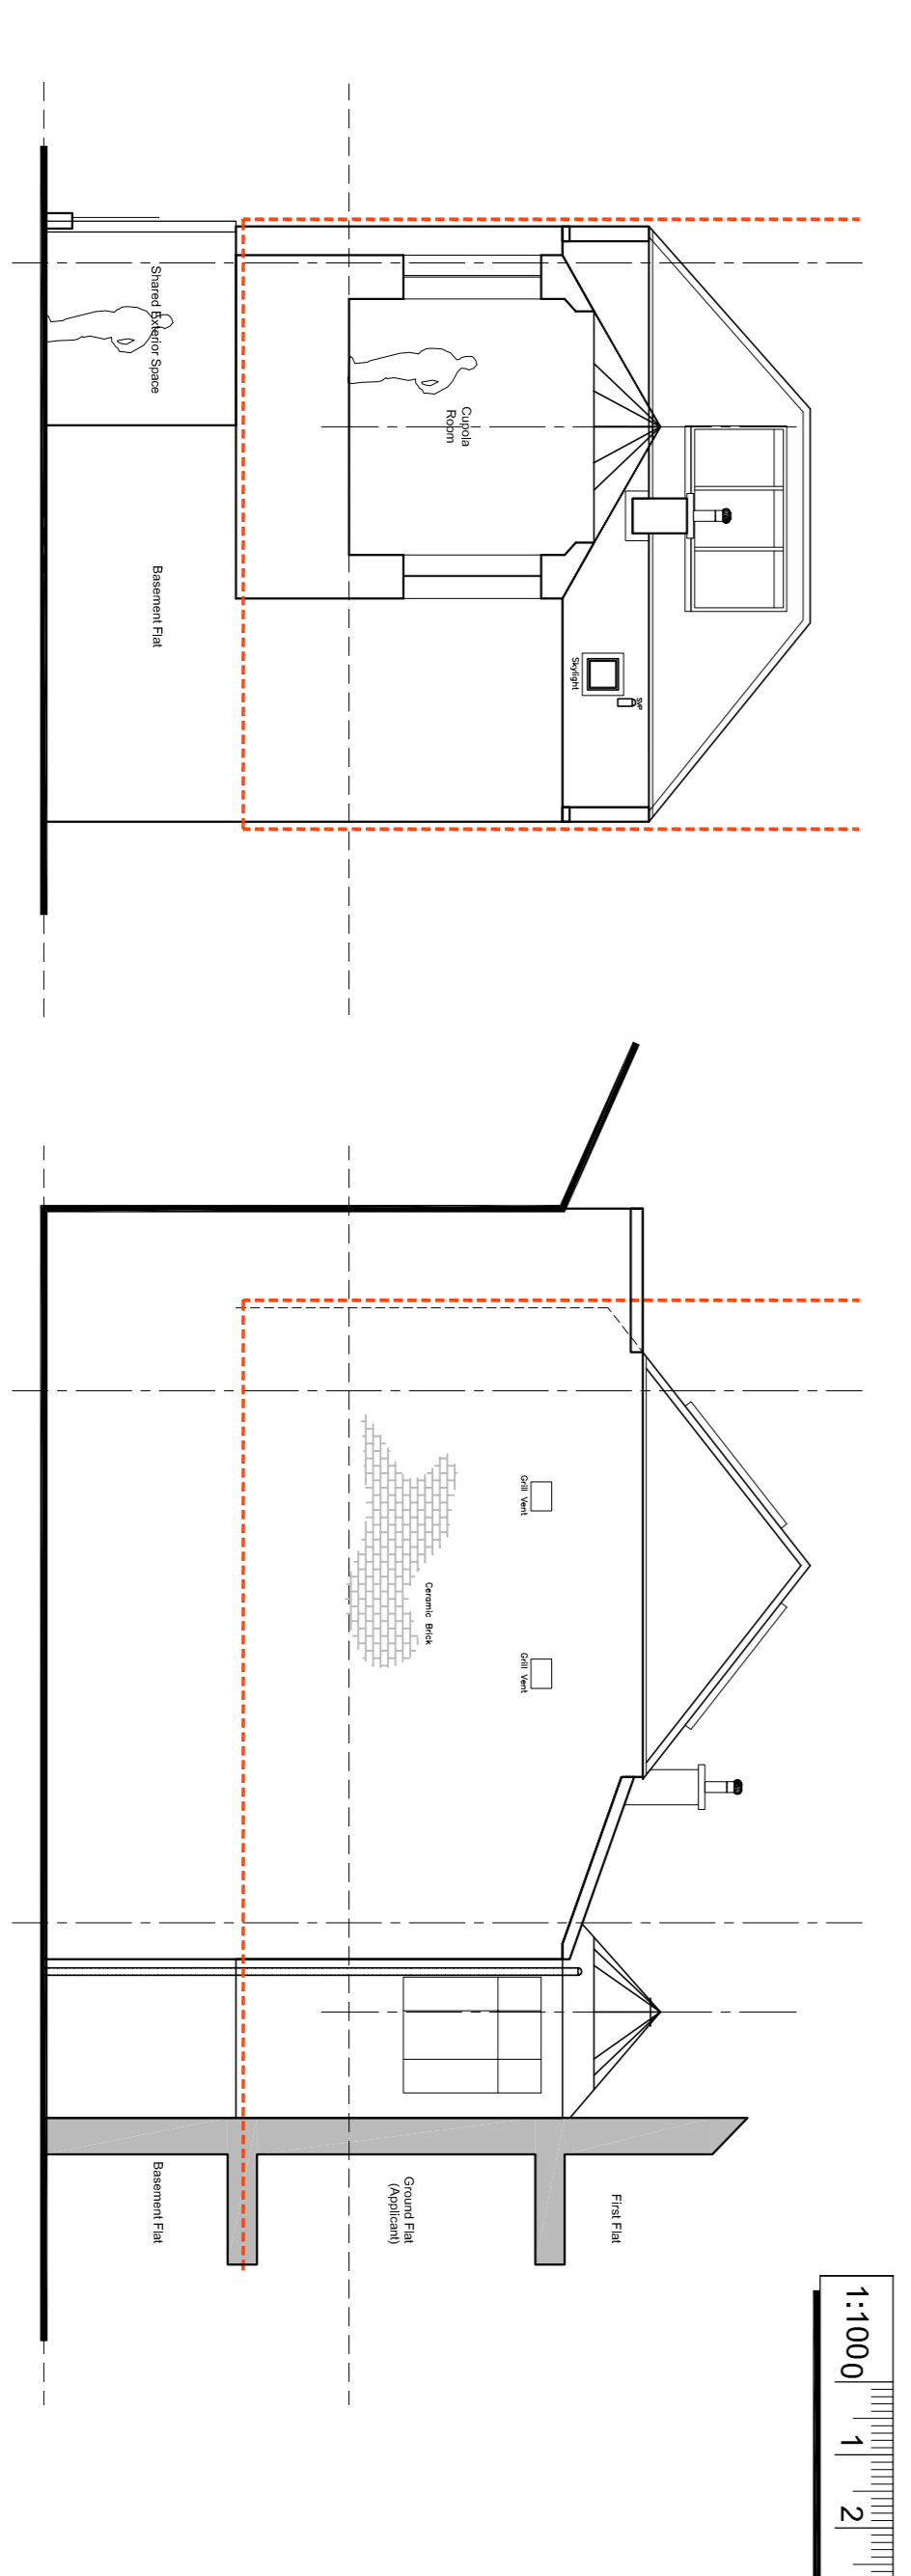 Shared Exterior Space
Cupola
Room
Basement Flat
Skylight
SVP
Grill Vent
Ceramic Brick
Grill Vent
First Flat
Ground Flat
(Applicant)
Basement Flat
1:100 0 1 2